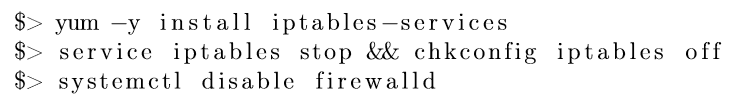 $> yum -y install iptables-services
$> service iptables stop && chkconfig iptables off
$> systemctl disable firewalld